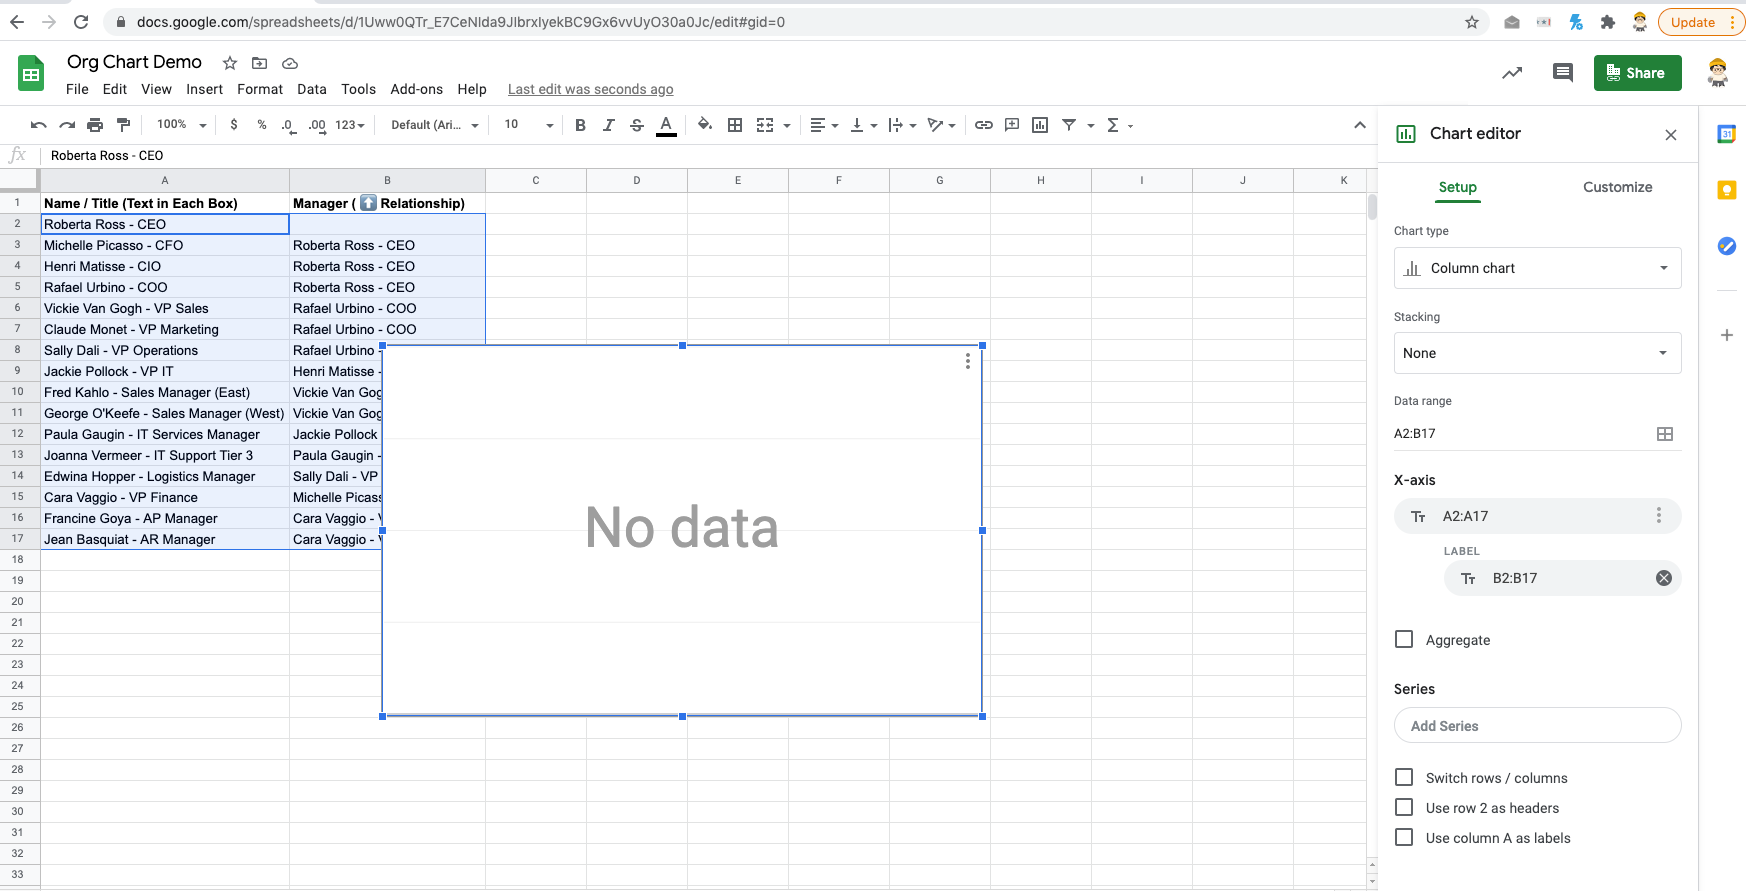 docs.google.com/spreadsheets/d/1Uww0QTr_E7CeNIda9JIbrxIyekBC9Gx6vvUyO30a0Jc/edit#gid=0
Update
Org Chart Demo
File Edit View Insert Format Data Tools Add-ons Help Last edit was seconds ago
Share
100% $ % .0 .00 123 Default (Ari... 10 B I S A Σ
fx Roberta Ross - CEO
A B C D E F G H I J K
1 Name / Title (Text in Each Box) Manager ( ⬆️ Relationship)
2 Roberta Ross - CEO
3 Michelle Picasso - CFO Roberta Ross - CEO
4 Henri Matisse - CIO Roberta Ross - CEO
5 Rafael Urbino - COO Roberta Ross - CEO
6 Vickie Van Gogh - VP Sales Rafael Urbino - COO
7 Claude Monet - VP Marketing Rafael Urbino - COO
8 Sally Dali - VP Operations Rafael Urbino -
9 Jackie Pollock - VP IT Henri Matisse -
10 Fred Kahlo - Sales Manager (East) Vickie Van Gog
11 George O'Keefe - Sales Manager (West) Vickie Van Gog
12 Paula Gaugin - IT Services Manager Jackie Pollock
13 Joanna Vermeer - IT Support Tier 3 Paula Gaugin -
14 Edwina Hopper - Logistics Manager Sally Dali - VP
15 Cara Vaggio - VP Finance Michelle Picass
16 Francine Goya - AP Manager Cara Vaggio - V
17 Jean Basquiat - AR Manager Cara Vaggio - V
18
19
20
21
22
23
24
25
26
27
28
29
30
31
32
33
No data
Chart editor
Setup Customize
Chart type
Column chart
Stacking
None
Data range
A2:B17
X-axis
Tт A2:A17
LABEL
Tт B2:B17
Aggregate
Series
Add Series
Switch rows / columns
Use row 2 as headers
Use column A as labels
31